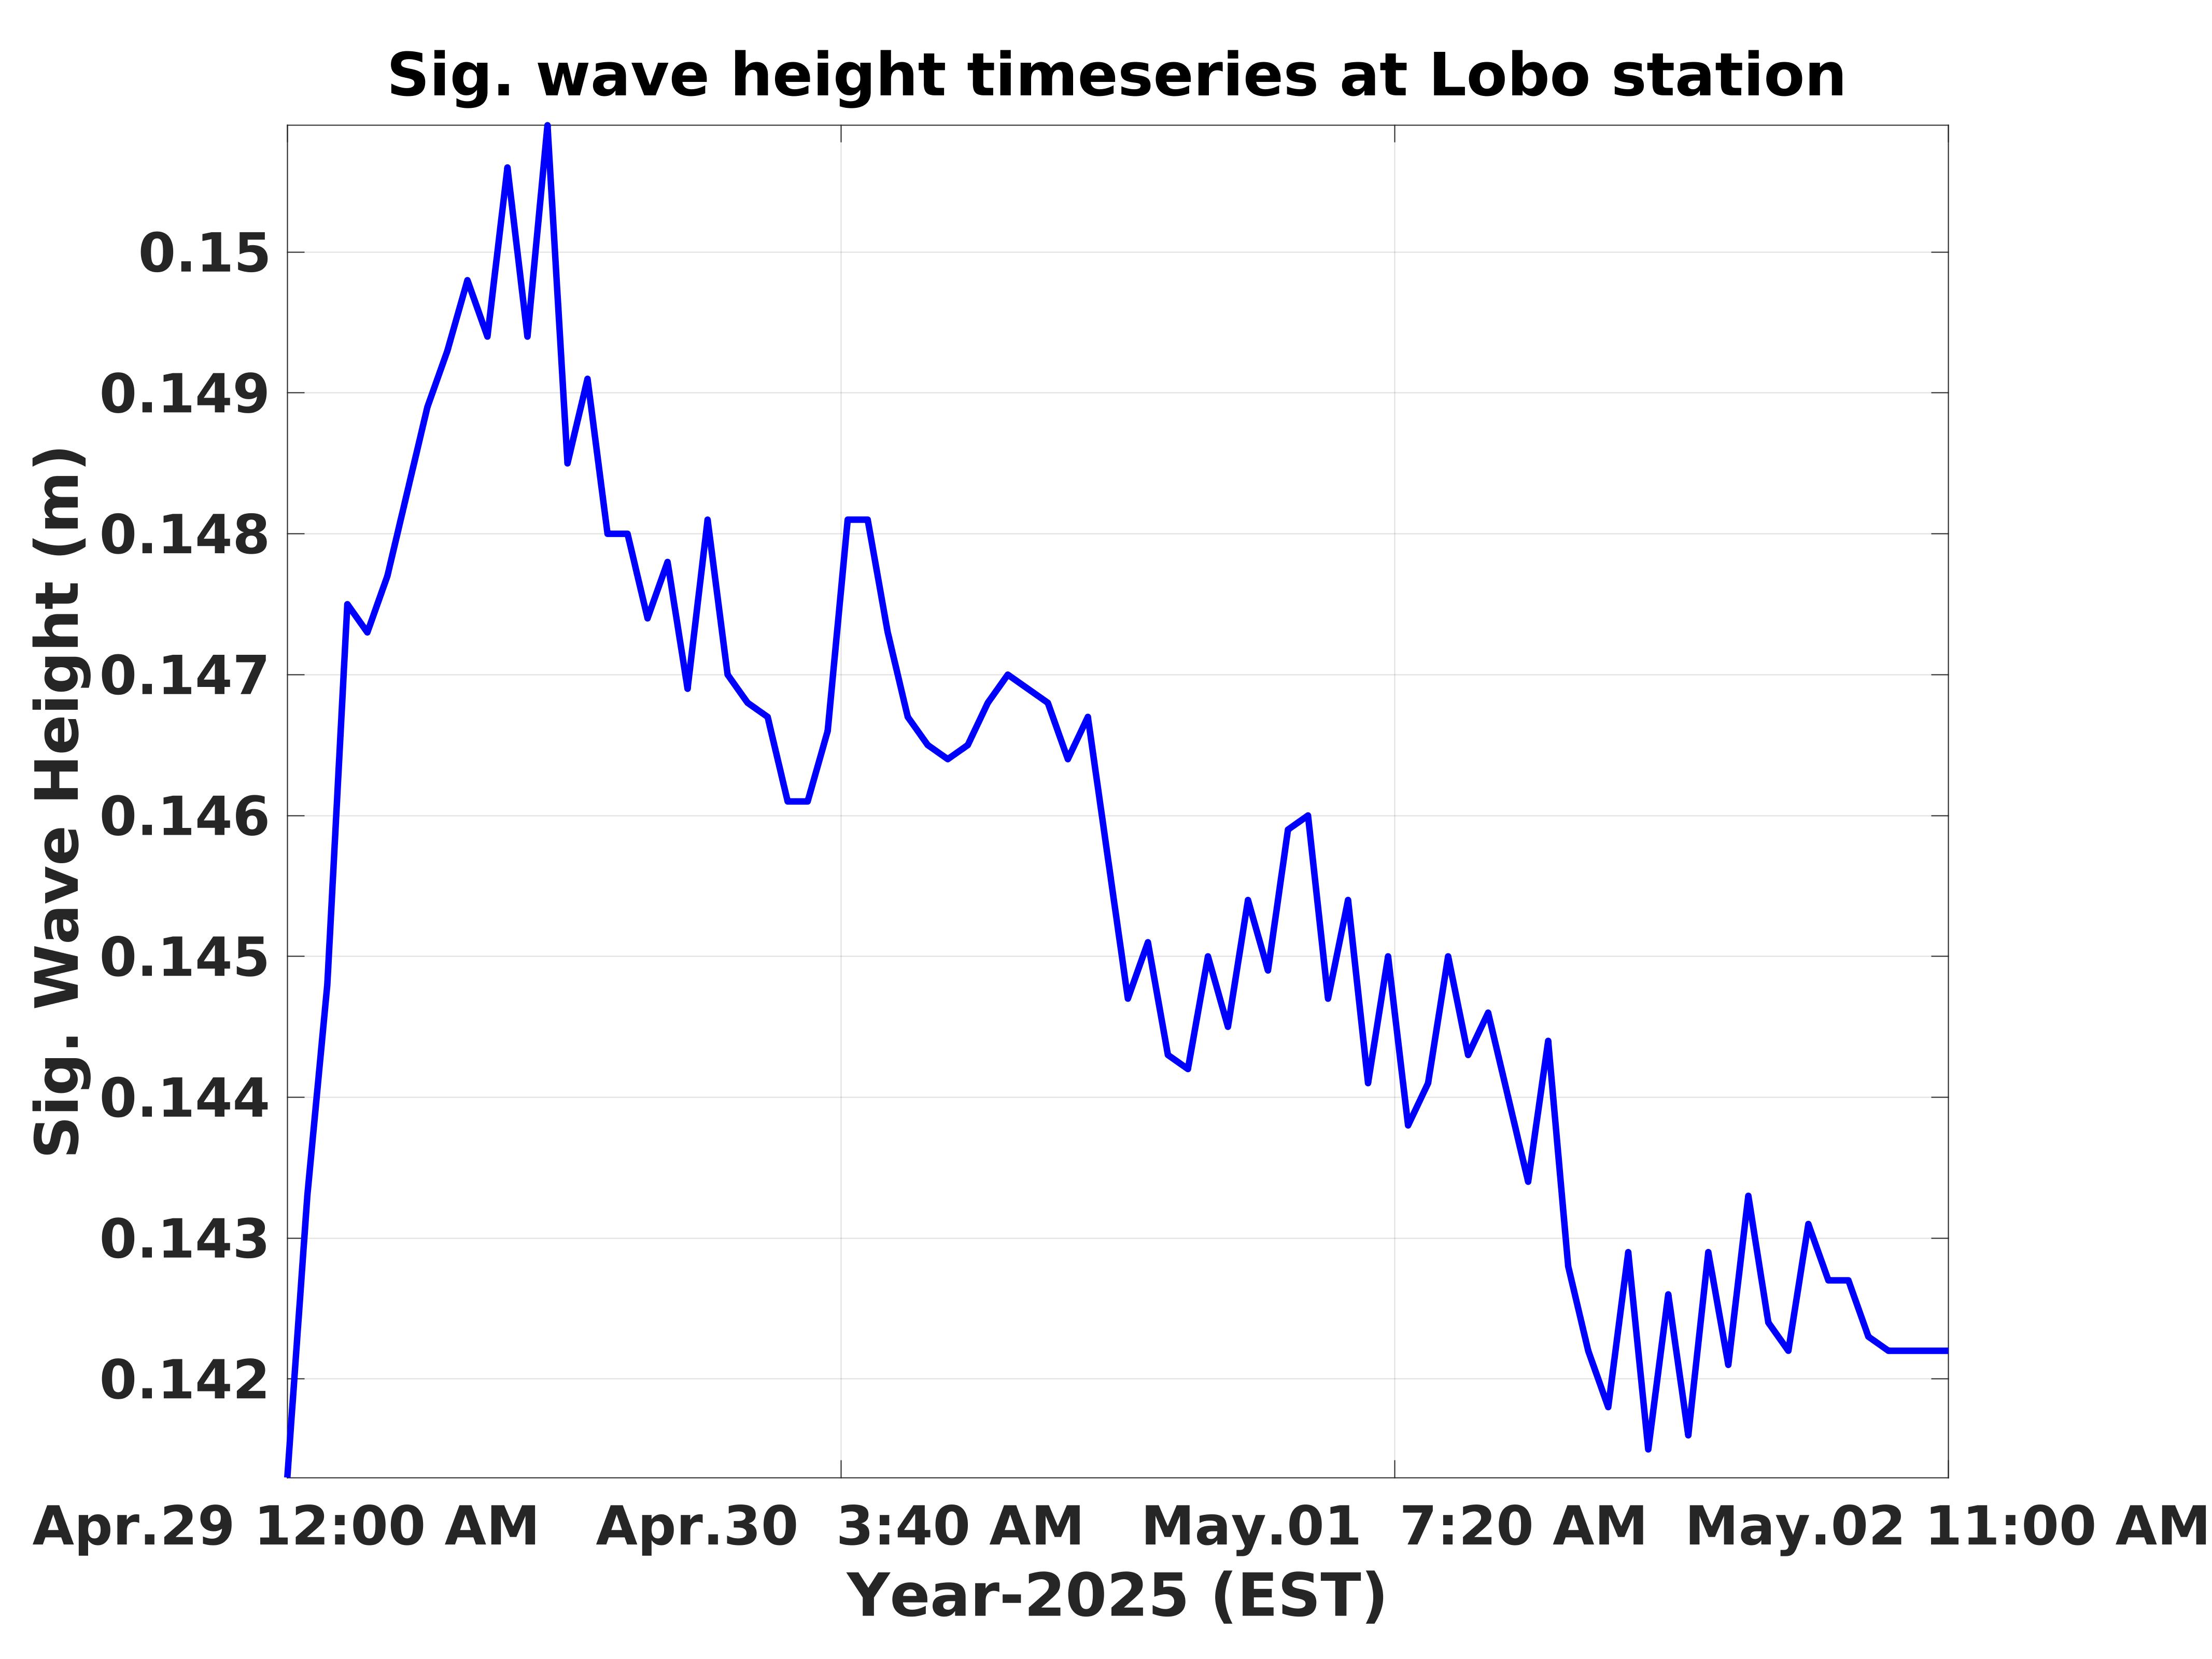 Sig. wave height timeseries at Lobo station
Sig. Wave Height (m)
0.15
0.149
0.148
0.147
0.146
0.145
0.144
0.143
0.142
Apr.29 12:00 AM
Apr.30 3:40 AM
May.01 7:20 AM
May.02 11:00 AM
Year-2025 (EST)